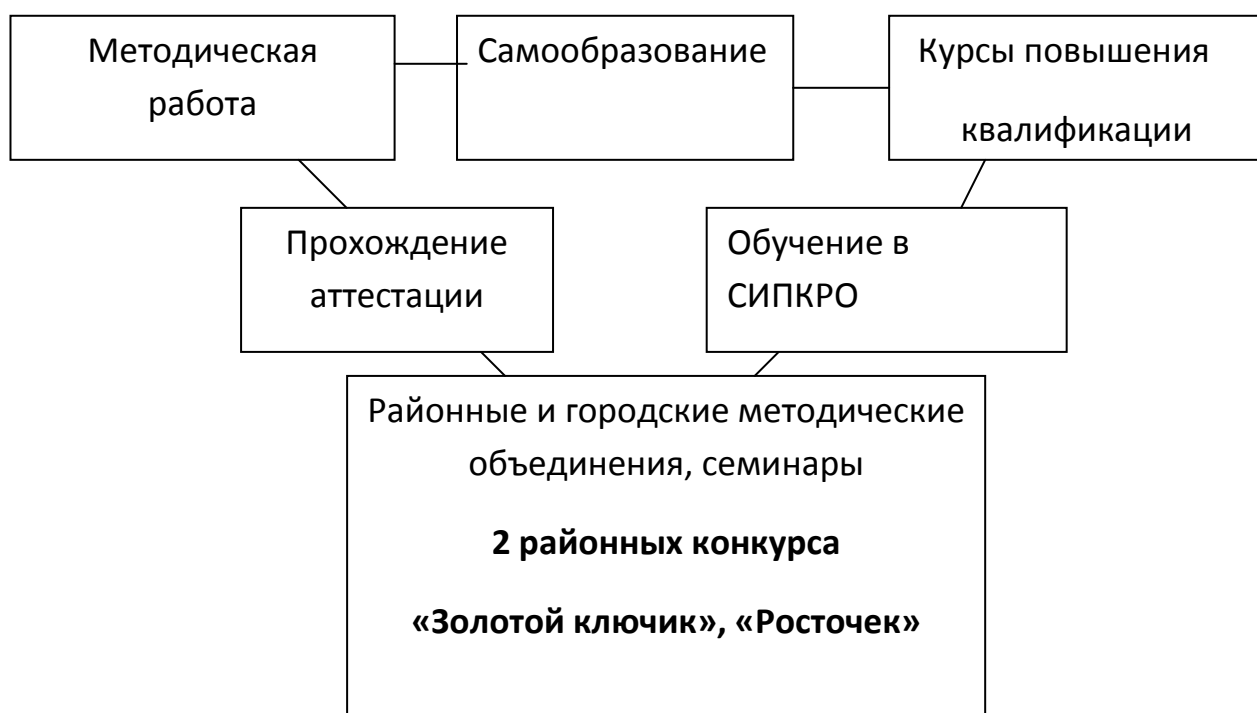 Методическая
работа
Самообразование
Курсы повышения
квалификации
Прохождение
аттестации
Обучение в
СИПКРО
Районные и городские методические
объединения, семинары
2 районных конкурса
«Золотой ключик», «Росточек»